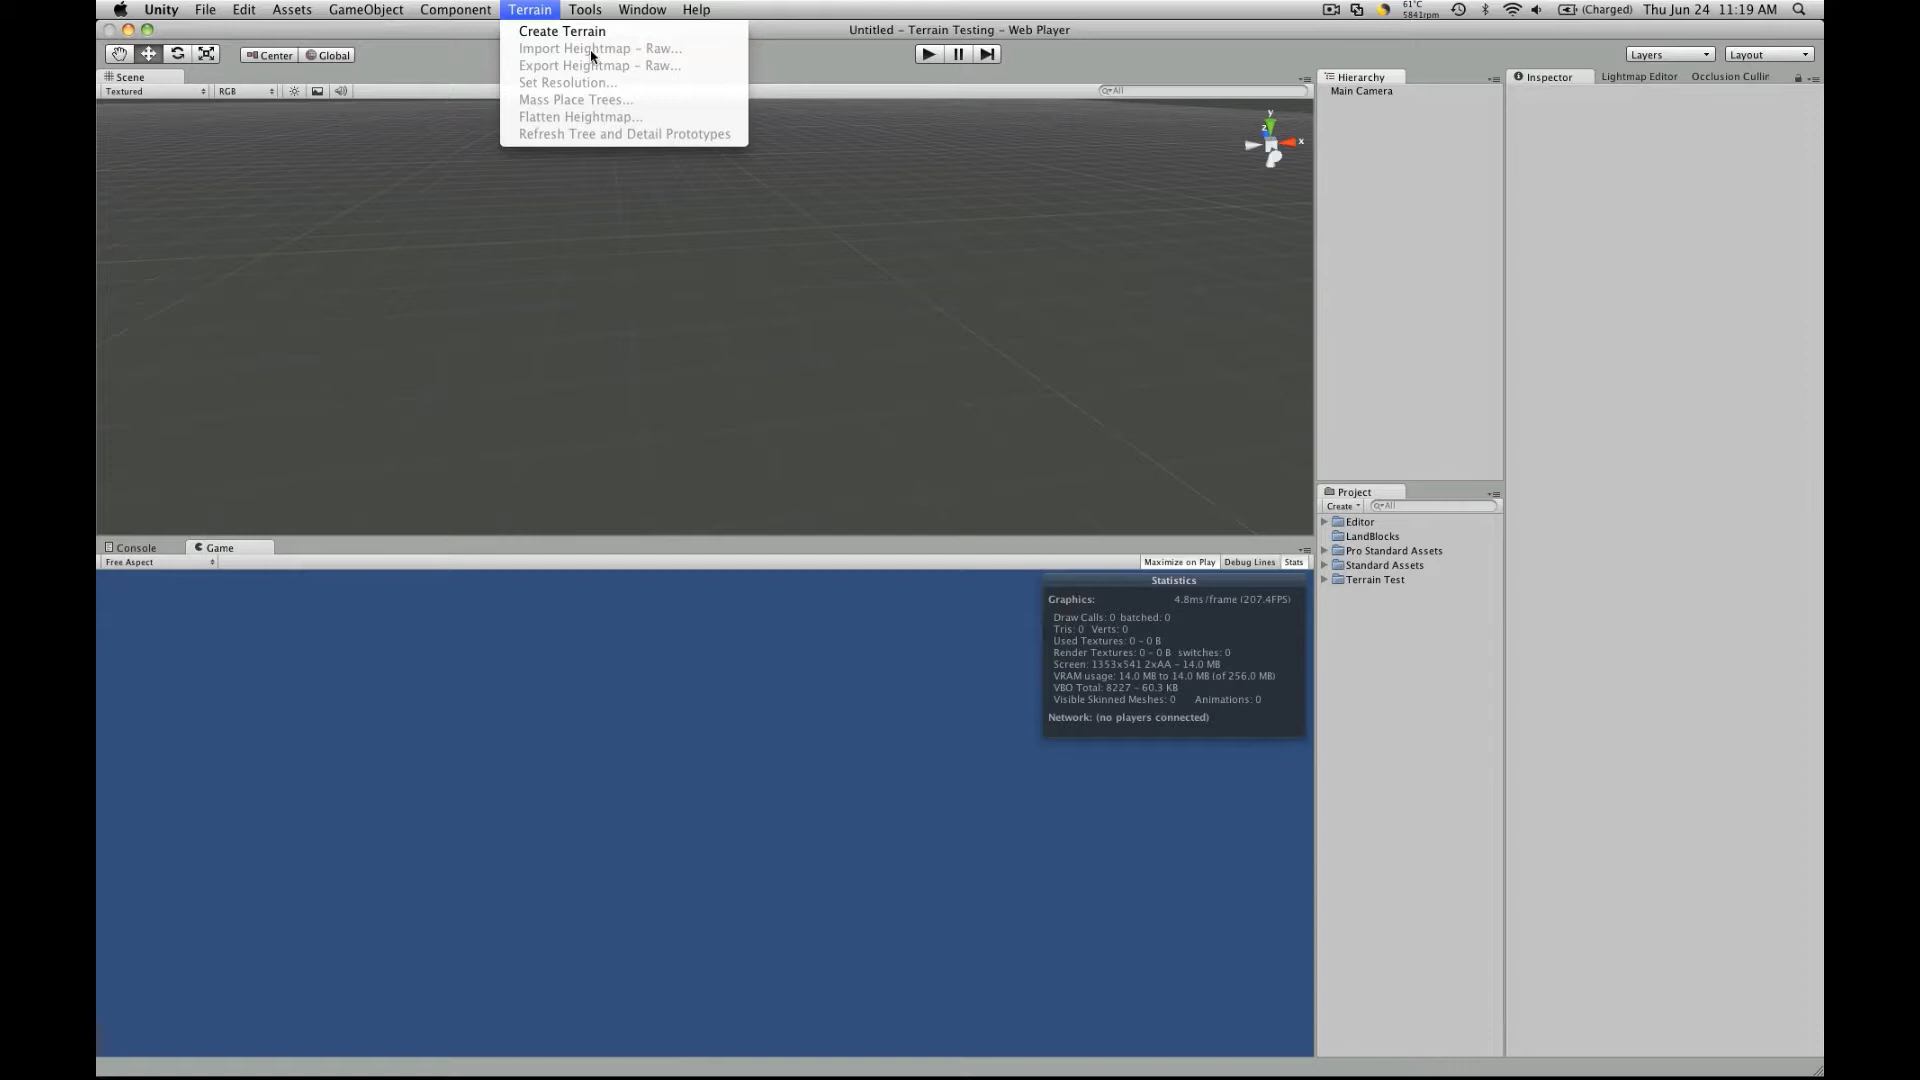 Unity File Edit Assets GameObject Component Terrain Tools Window Help 61°C 5841rpm (Charged) Thu Jun 24 11:19 AM
Untitled – Terrain Testing – Web Player
Create Terrain
Import Heightmap – Raw...
Export Heightmap – Raw...
Set Resolution...
Mass Place Trees...
Flatten Heightmap...
Refresh Tree and Detail Prototypes
Center Global
Layers Layout
Scene
Textured RGB All
y
z
x
Hierarchy
Main Camera
Inspector Lightmap Editor Occlusion Cullin
Project
Create All
Editor
LandBlocks
Pro Standard Assets
Standard Assets
Terrain Test
Console Game
Free Aspect Maximize on Play Debug Lines Stats
Statistics
Graphics: 4.8ms/frame (207.4FPS)
Draw Calls: 0 batched: 0
Tris: 0 Verts: 0
Used Textures: 0 – 0 B
Render Textures: 0 – 0 B switches: 0
Screen: 1353x541 2xAA – 14.0 MB
VRAM usage: 14.0 MB to 14.0 MB (of 256.0 MB)
VBO Total: 8227 – 60.3 KB
Visible Skinned Meshes: 0 Animations: 0
Network: (no players connected)